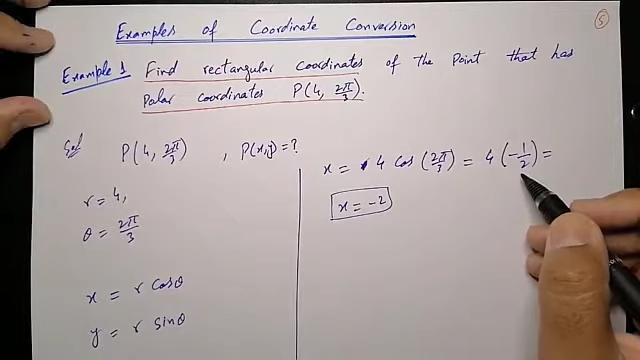 Examples of Coordinate Conversion
5
Example 1 Find rectangular coordinates of the Point that has
Polar coordinates P(4, 2π/3).
Sol P(4, 2π/3) , P(x,y) = ?
r = 4,
θ = 2π/3
x = r cosθ
y = r sinθ
x = 4 cos (2π/3) = 4 (-1/2) =
x = -2